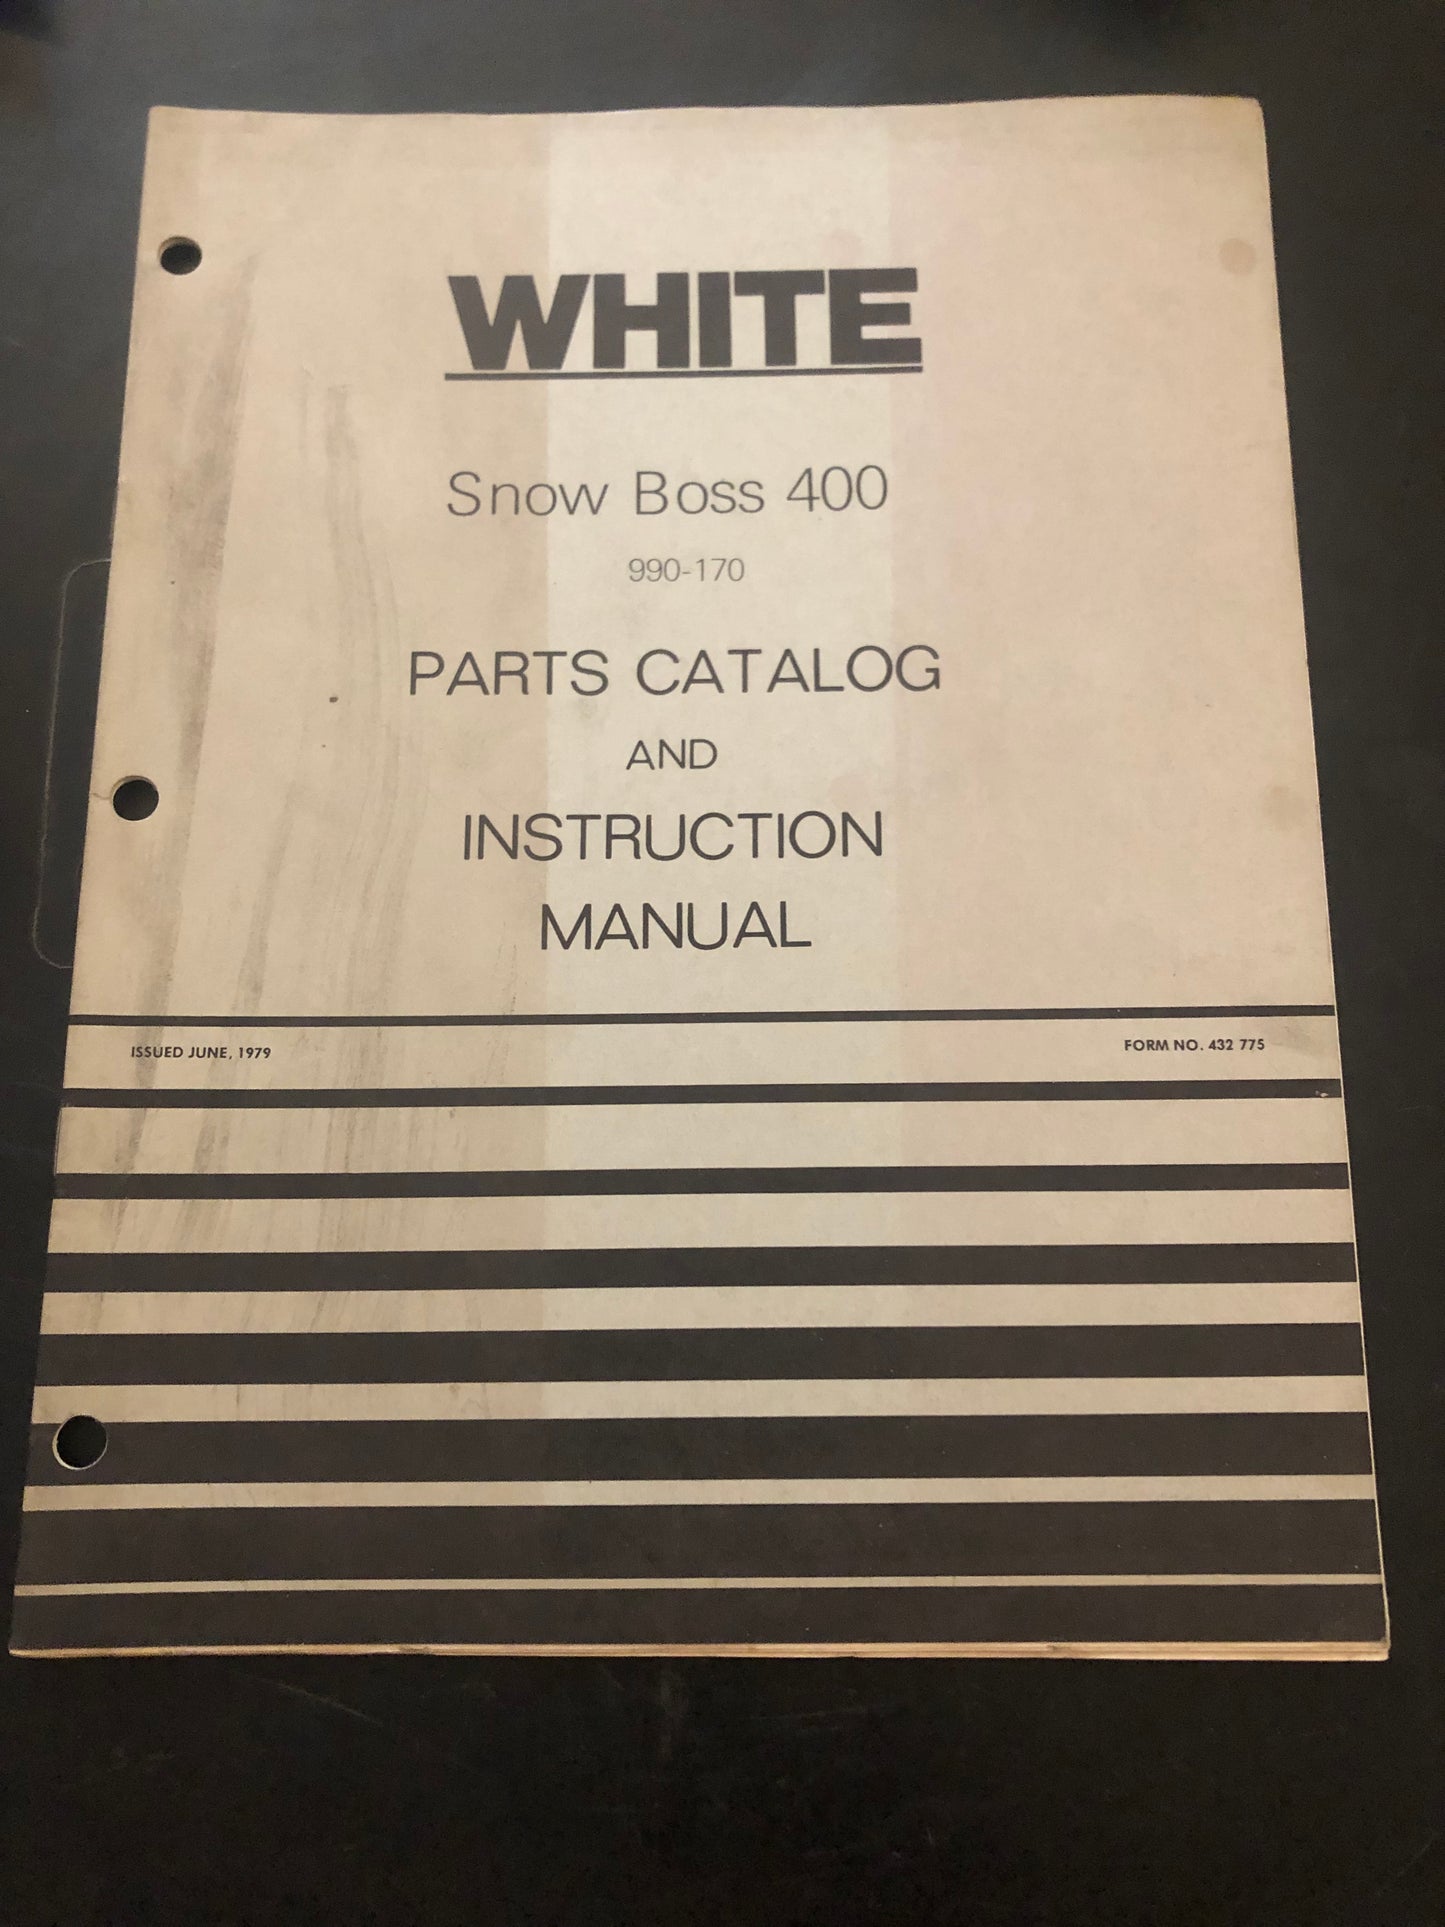 WHITE
Snow Boss 400
990-170
PARTS CATALOG
AND
INSTRUCTION
MANUAL
ISSUED JUNE, 1979
FORM NO. 432 775